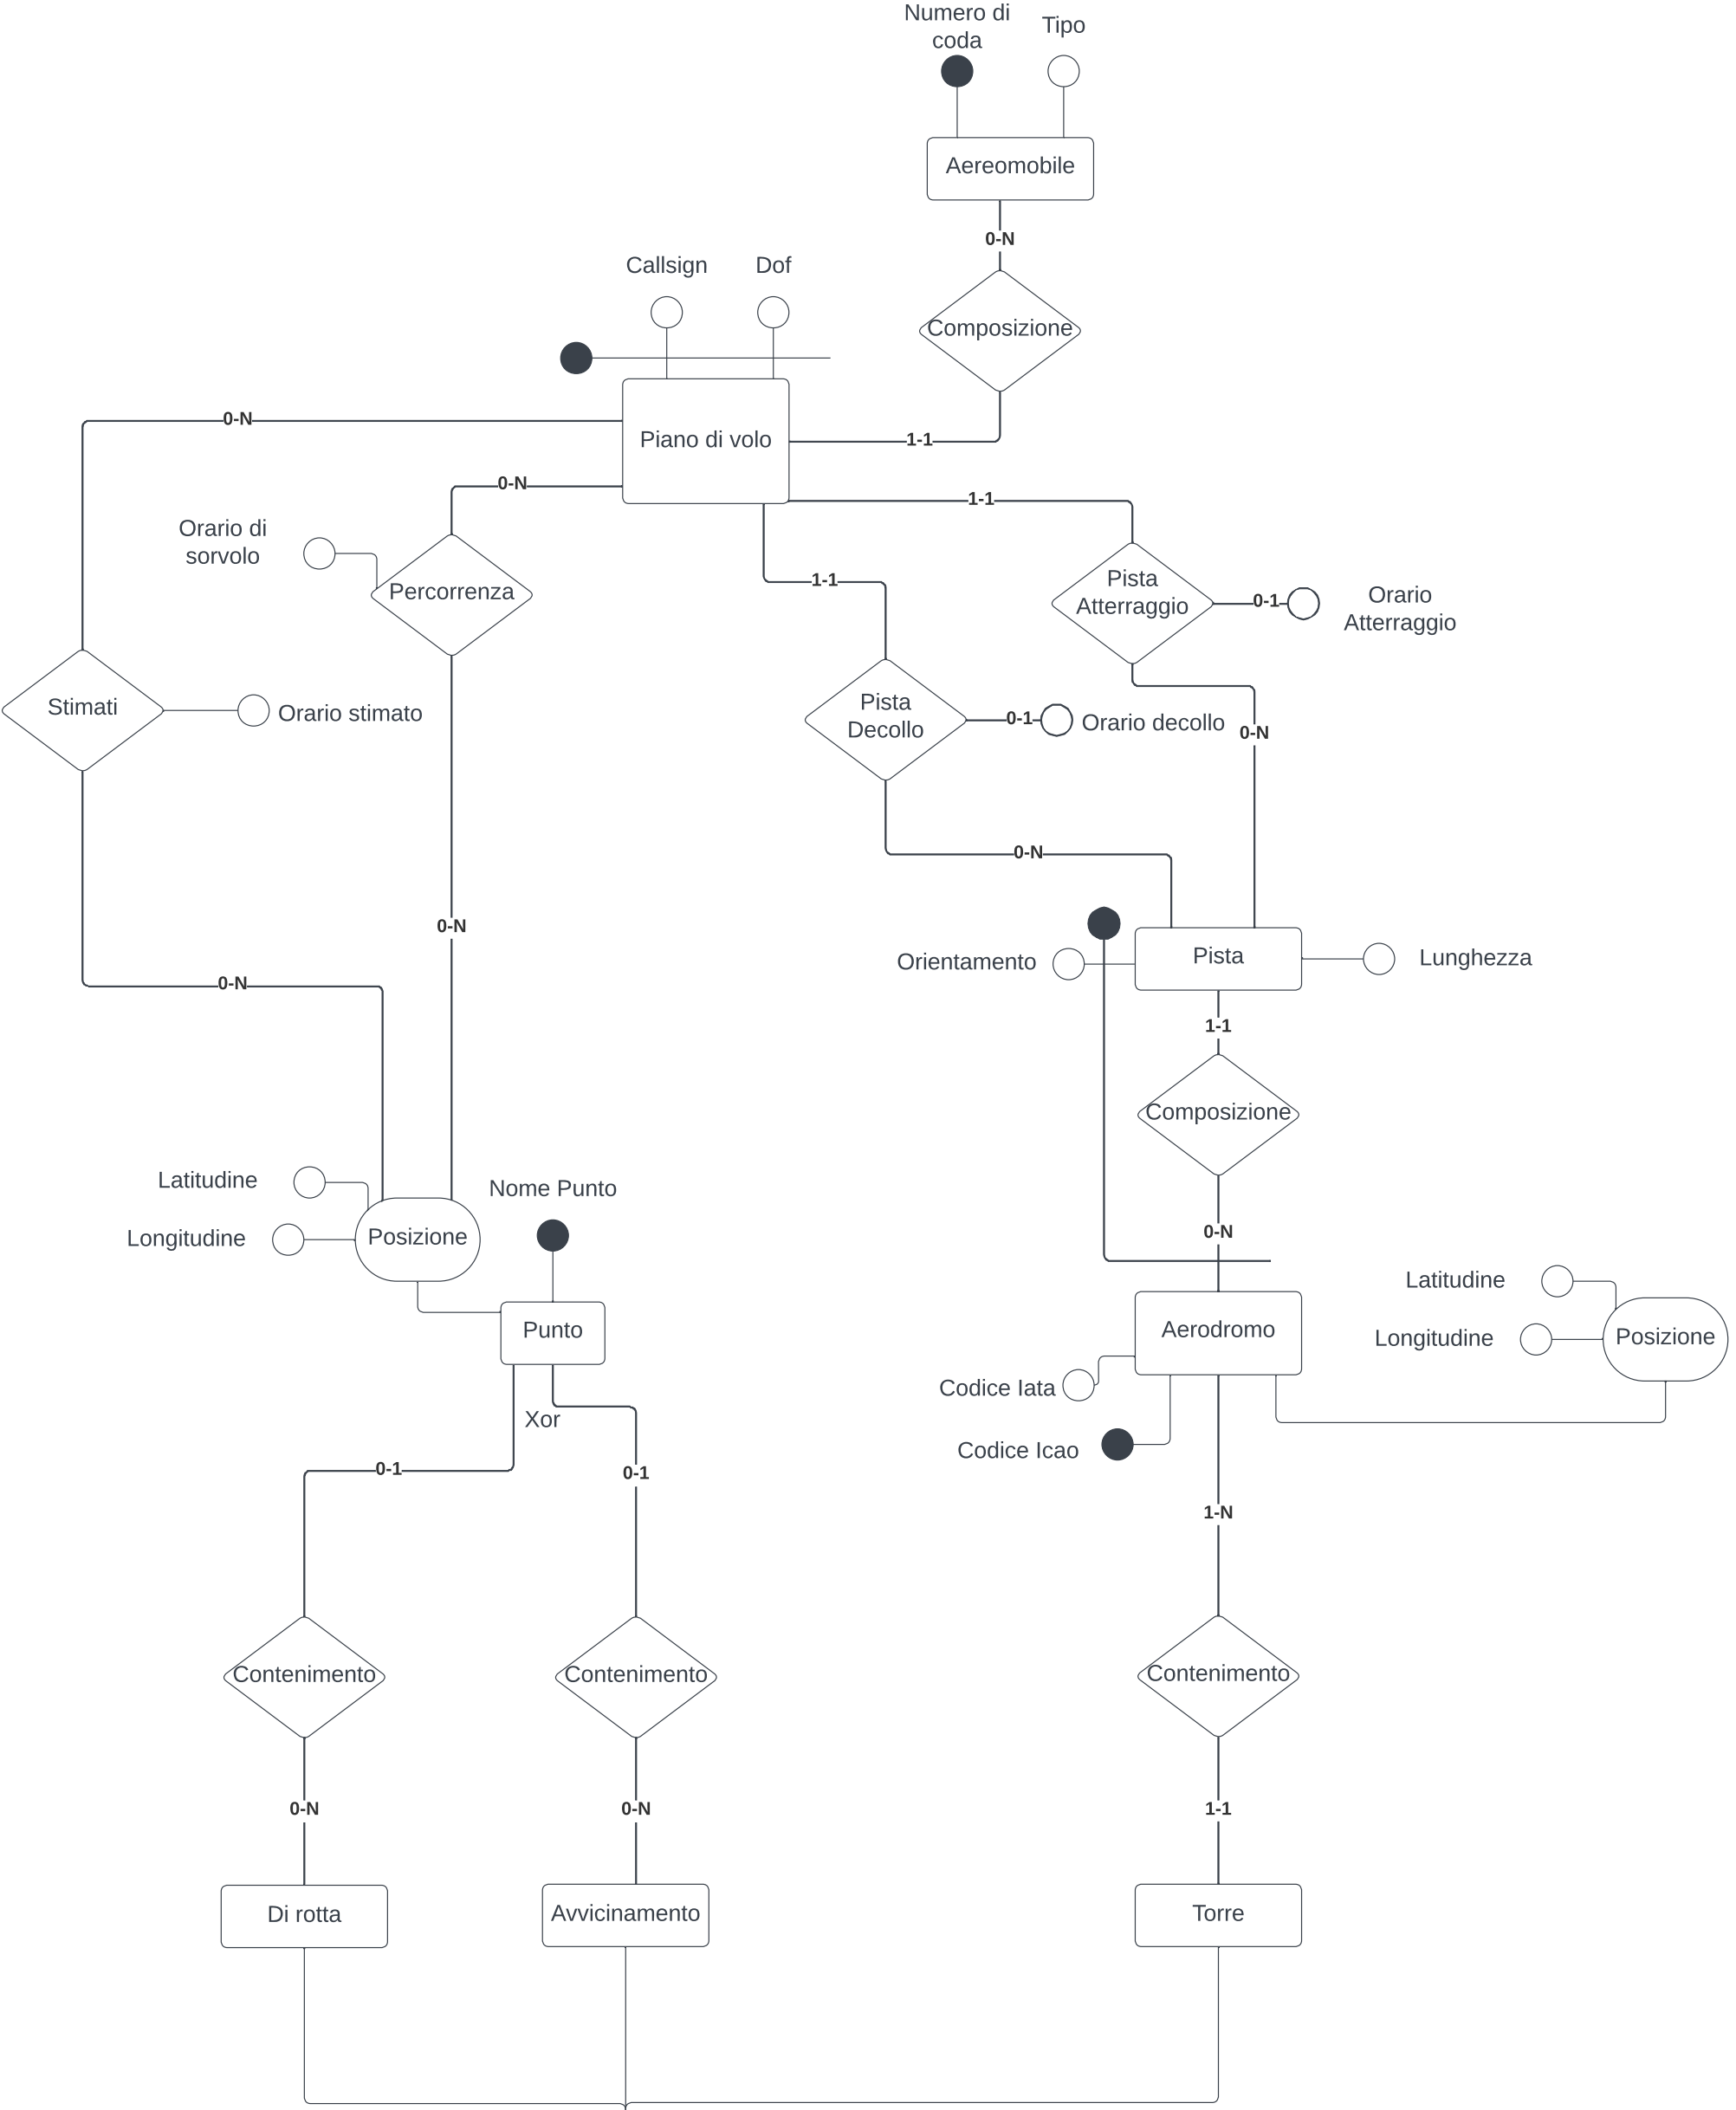 Numero di
coda
Tipo
Aereomobile
0-N
Callsign
Dof
Composizione
0-N
Piano di volo
1-1
0-N
1-1
Orario di
sorvolo
Percorrenza
1-1
Pista
Atterraggio
0-1
Orario
Atterraggio
Stimati
Orario stimato
Pista
Decollo
0-1
Orario decollo
0-N
0-N
0-N
Orientamento
Pista
Lunghezza
0-N
1-1
Composizione
Latitudine
Nome Punto
Longitudine
Posizione
0-N
Latitudine
Punto
Aerodromo
Longitudine
Posizione
Codice Iata
Xor
Codice Icao
0-1
0-1
1-N
Contenimento
Contenimento
Contenimento
0-N
0-N
1-1
Di rotta
Avvicinamento
Torre